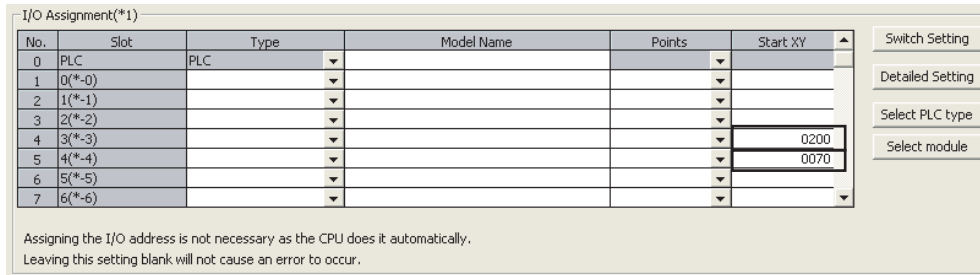 I/O Assignment(*1)
No. Slot Type Model Name Points Start XY
0 PLC PLC
1 0(*-0)
2 1(*-1)
3 2(*-2)
4 3(*-3) 0200
5 4(*-4) 0070
6 5(*-5)
7 6(*-6)
Switch Setting
Detailed Setting
Select PLC type
Select module
Assigning the I/O address is not necessary as the CPU does it automatically.
Leaving this setting blank will not cause an error to occur.